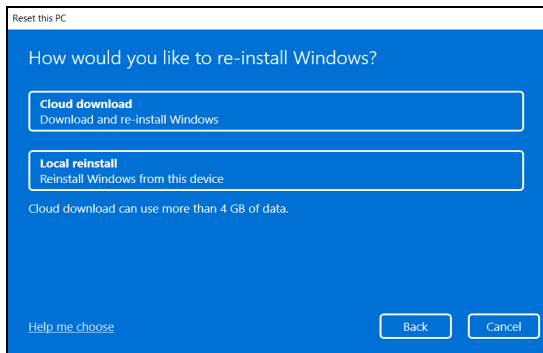 Reset this PC
How would you like to re-install Windows?
Cloud download
Download and re-install Windows
Local reinstall
Reinstall Windows from this device
Cloud download can use more than 4 GB of data.
Help me choose
Back
Cancel